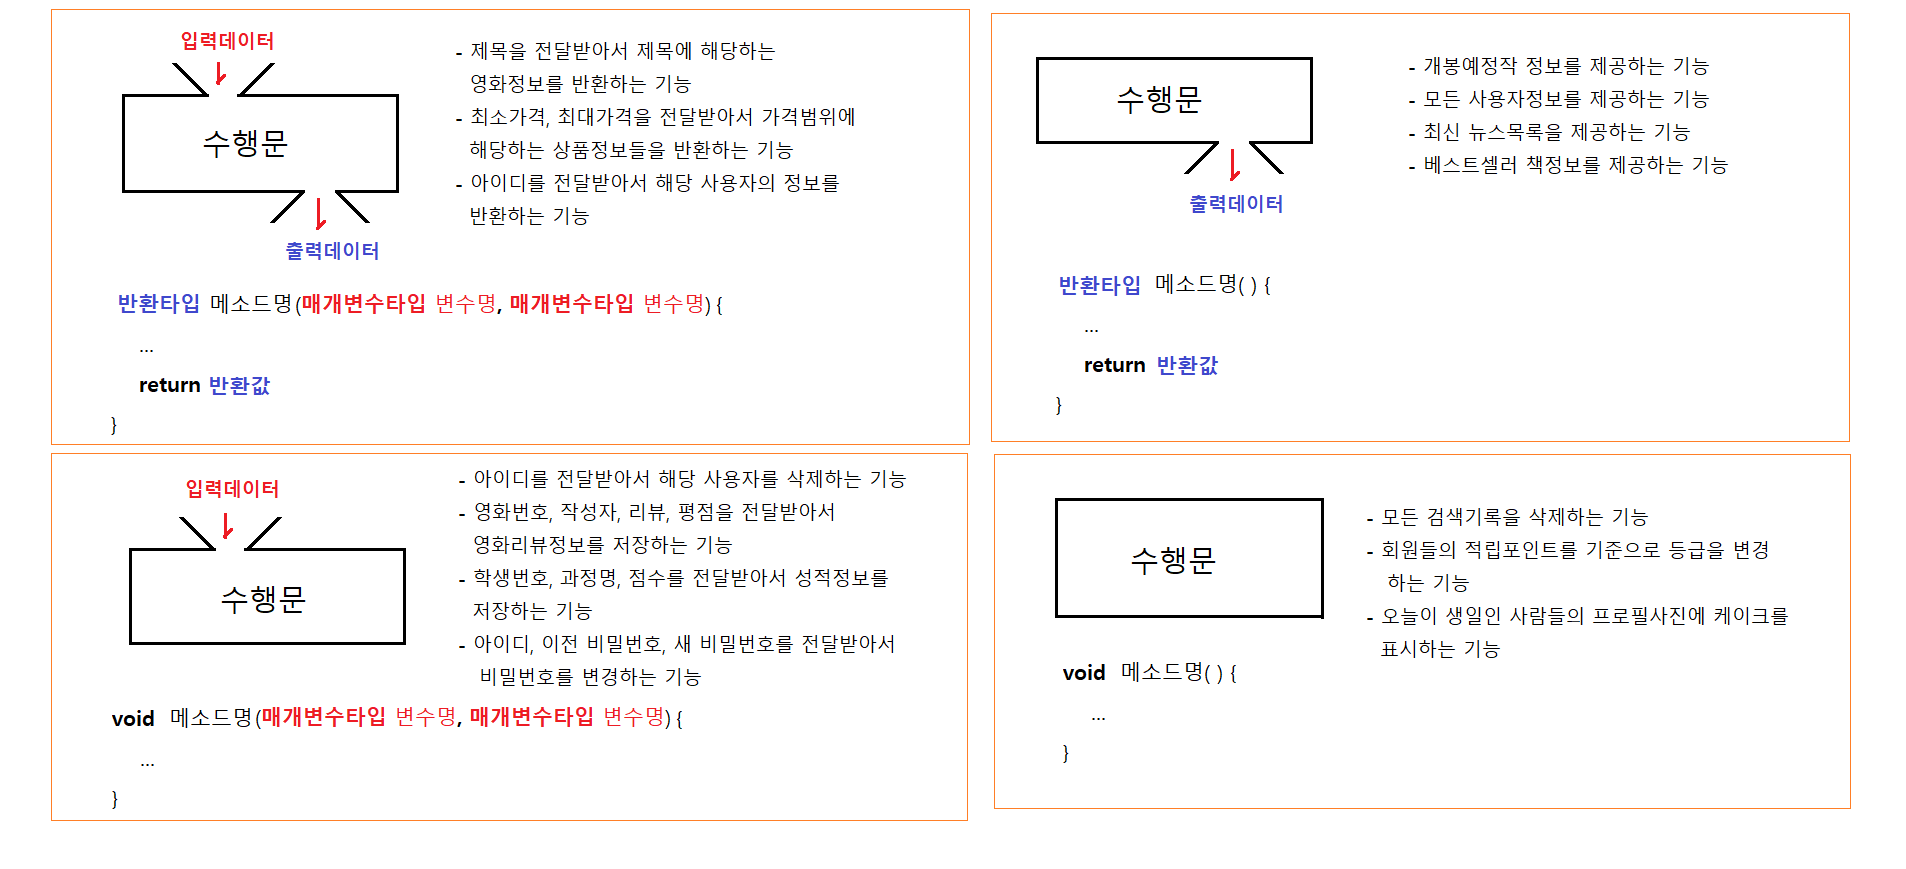 입력데이터
수행문
출력데이터
- 제목을 전달받아서 제목에 해당하는
영화정보를 반환하는 기능
- 최소가격, 최대가격을 전달받아서 가격범위에
해당하는 상품정보들을 반환하는 기능
- 아이디를 전달받아서 해당 사용자의 정보를
반환하는 기능
반환타입 메소드명(매개변수타입 변수명, 매개변수타입 변수명) {
...
return 반환값
}
수행문
출력데이터
- 개봉예정작 정보를 제공하는 기능
- 모든 사용자정보를 제공하는 기능
- 최신 뉴스목록을 제공하는 기능
- 베스트셀러 책정보를 제공하는 기능
반환타입 메소드명( ) {
...
return 반환값
}
입력데이터
수행문
- 아이디를 전달받아서 해당 사용자를 삭제하는 기능
- 영화번호, 작성자, 리뷰, 평점을 전달받아서
영화리뷰정보를 저장하는 기능
- 학생번호, 과정명, 점수를 전달받아서 성적정보를
저장하는 기능
- 아이디, 이전 비밀번호, 새 비밀번호를 전달받아서
비밀번호를 변경하는 기능
void 메소드명(매개변수타입 변수명, 매개변수타입 변수명) {
...
}
수행문
- 모든 검색기록을 삭제하는 기능
- 회원들의 적립포인트를 기준으로 등급을 변경
하는 기능
- 오늘이 생일인 사람들의 프로필사진에 케이크를
표시하는 기능
void 메소드명( ) {
...
}